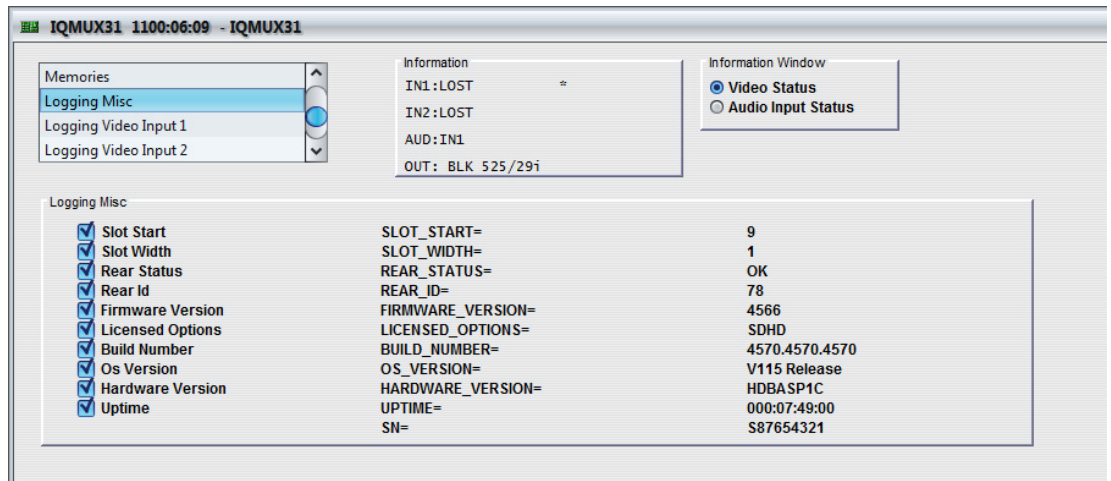 IQMUX31 1100:06:09 - IQMUX31
Memories
Logging Misc
Logging Video Input 1
Logging Video Input 2
Information
IN1:LOST *
IN2:LOST
AUD:IN1
OUT: BLK 525/29i
Information Window
Video Status
Audio Input Status
Logging Misc
Slot Start SLOT_START= 9
Slot Width SLOT_WIDTH= 1
Rear Status REAR_STATUS= OK
Rear Id REAR_ID= 78
Firmware Version FIRMWARE_VERSION= 4566
Licensed Options LICENSED_OPTIONS= SDHD
Build Number BUILD_NUMBER= 4570.4570.4570
Os Version OS_VERSION= V115 Release
Hardware Version HARDWARE_VERSION= HDBASP1C
Uptime UPTIME= 000:07:49:00
SN= S87654321